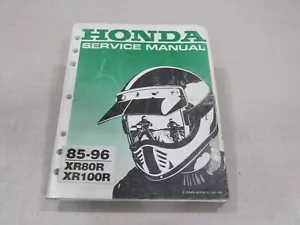 HONDA
SERVICE MANUAL
85-96
XR80R
XR100R